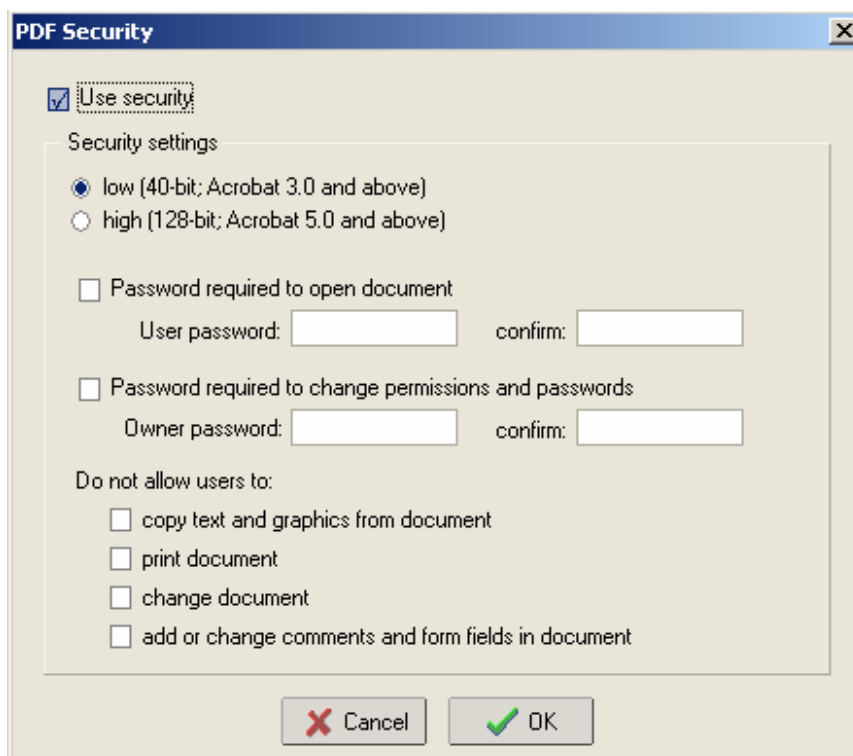 PDF Security
Use security
Security settings
low (40-bit; Acrobat 3.0 and above)
high (128-bit; Acrobat 5.0 and above)
Password required to open document
User password: confirm:
Password required to change permissions and passwords
Owner password: confirm:
Do not allow users to:
copy text and graphics from document
print document
change document
add or change comments and form fields in document
Cancel OK